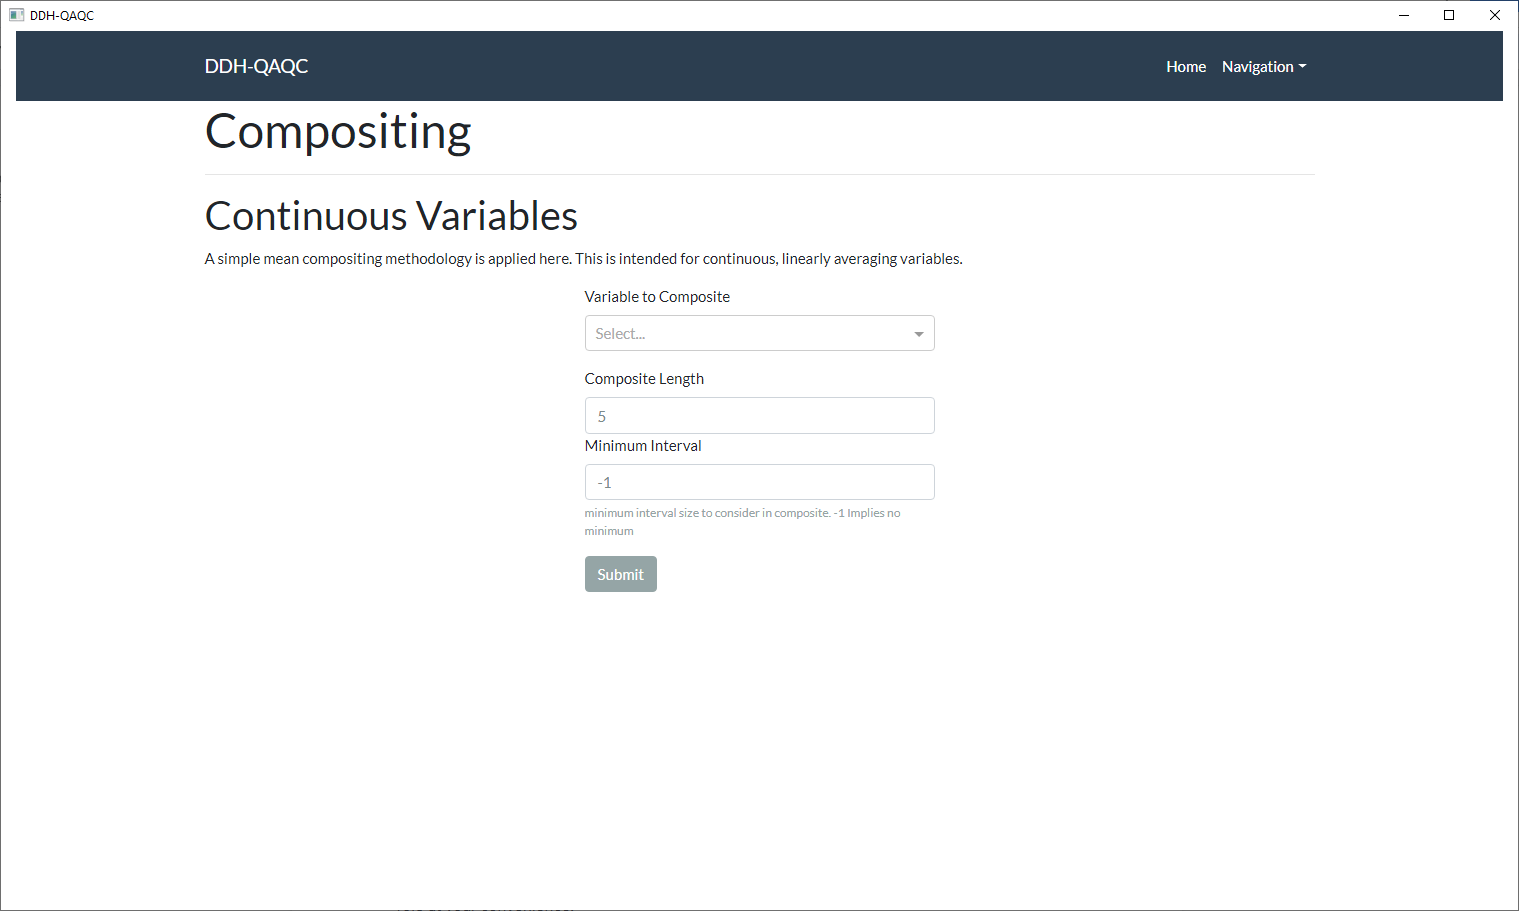 DDH-QAQC
DDH-QAQC
Home Navigation
Compositing
Continuous Variables
A simple mean compositing methodology is applied here. This is intended for continuous, linearly averaging variables.
Variable to Composite
Select...
Composite Length
5
Minimum Interval
-1
minimum interval size to consider in composite. -1 Implies no
minimum
Submit